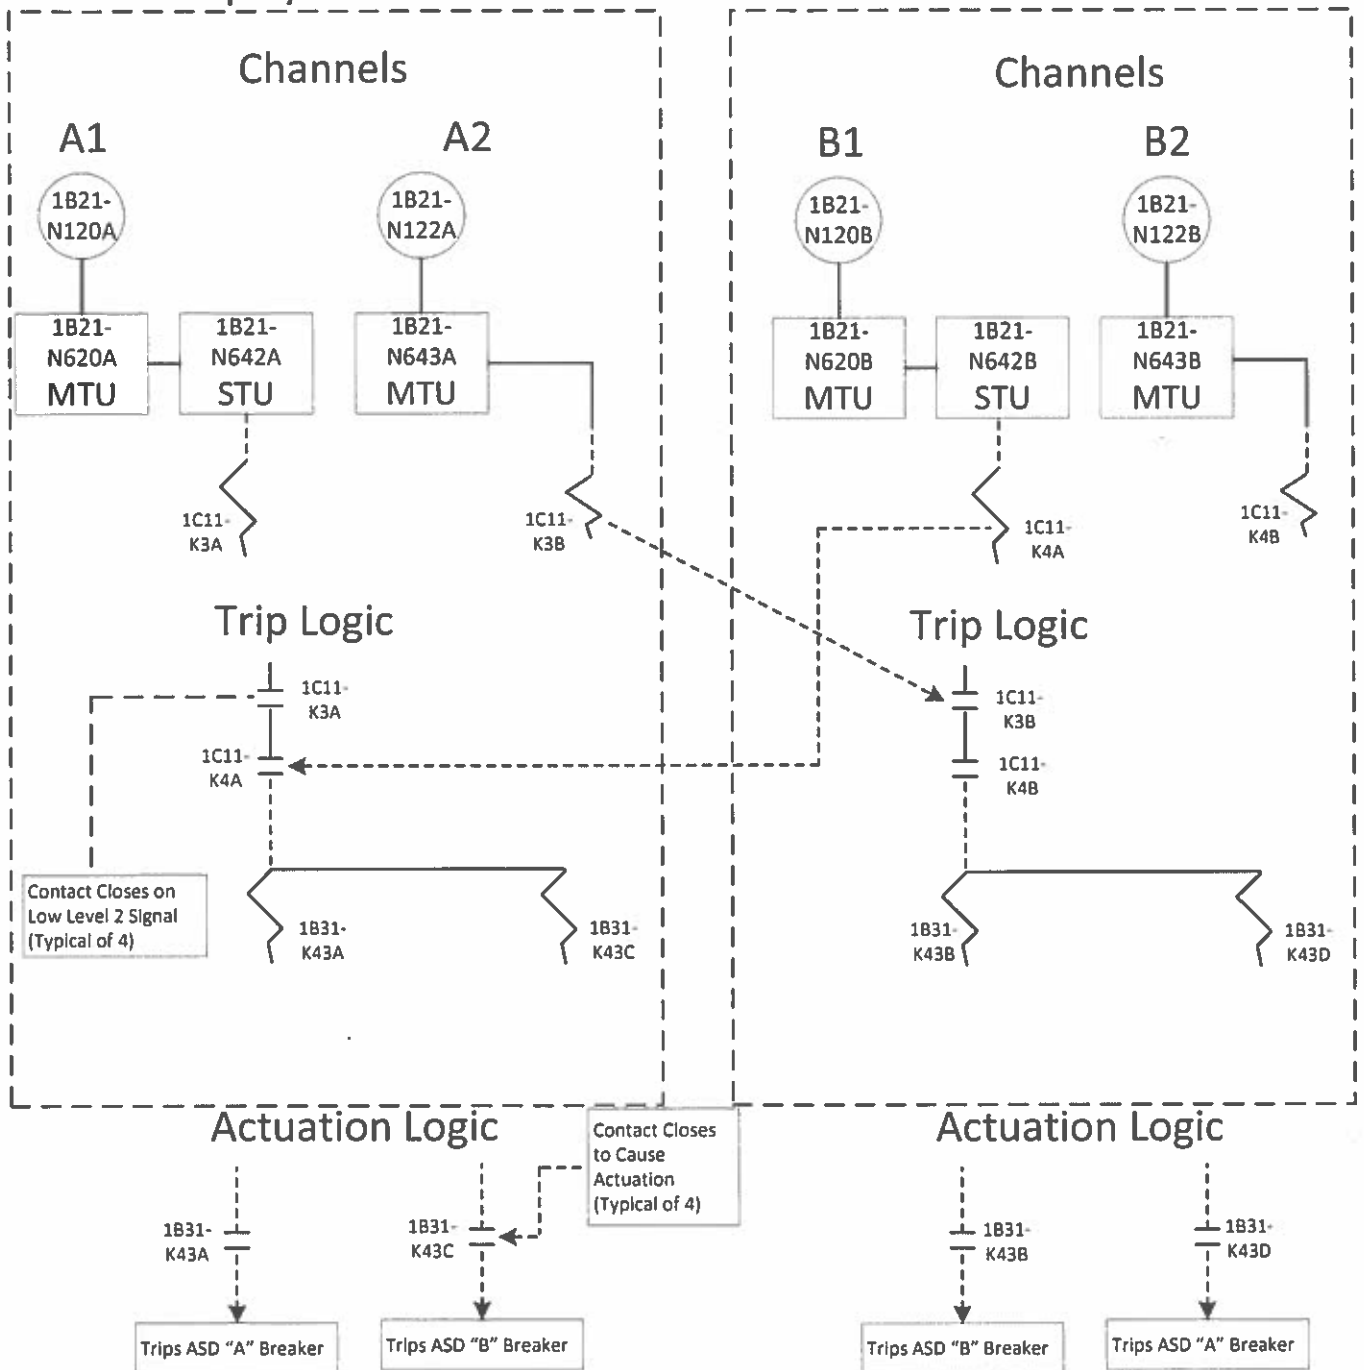 Channels
A1
A2
1B21-
N120A
1B21-
N122A
1B21-
N620A
MTU
1B21-
N642A
STU
1B21-
N643A
MTU
1C11-
K3A
1C11-
K3B
Trip Logic
1C11-
K3A
1C11-
K4A
Contact Closes on
Low Level 2 Signal
(Typical of 4)
1B31-
K43A
1B31-
K43C
Channels
B1
B2
1B21-
N120B
1B21-
N122B
1B21-
N620B
MTU
1B21-
N642B
STU
1B21-
N643B
MTU
1C11-
K4A
1C11-
K4B
Trip Logic
1C11-
K3B
1C11-
K4B
1B31-
K43B
1B31-
K43D
Actuation Logic
Contact Closes
to Cause
Actuation
(Typical of 4)
1B31-
K43A
1B31-
K43C
Trips ASD "A" Breaker
Trips ASD "B" Breaker
Actuation Logic
1B31-
K43B
1B31-
K43D
Trips ASD "B" Breaker
Trips ASD "A" Breaker